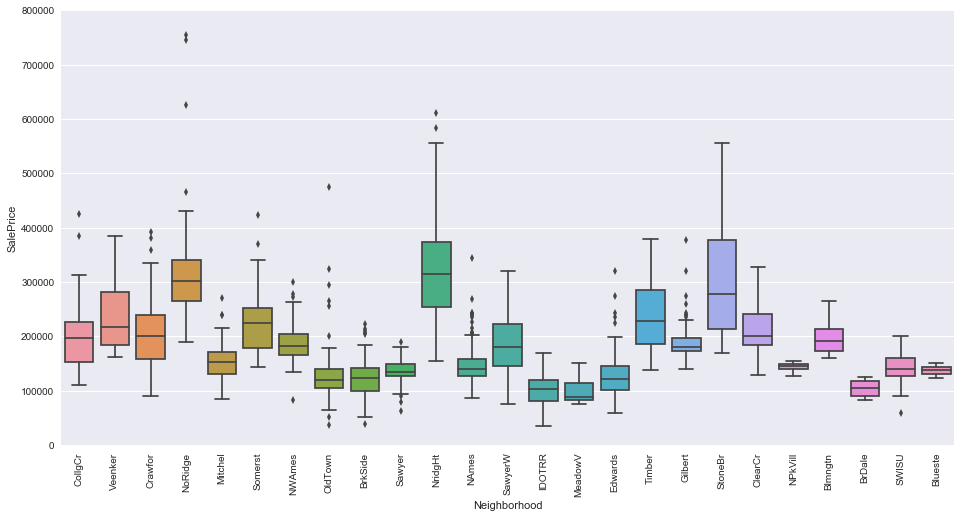 800000
700000
600000
500000
400000
300000
200000
100000
0
SalePrice
CollgCr
Veenker
Crawfor
NoRidge
Mitchel
Somerst
NWAmes
OldTown
BrkSide
Sawyer
NridgHt
NAmes
SawyerW
IDOTRR
MeadowV
Edwards
Timber
Gilbert
StoneBr
ClearCr
NPkVill
Blmngtn
BrDale
SWISU
Blueste
Neighborhood